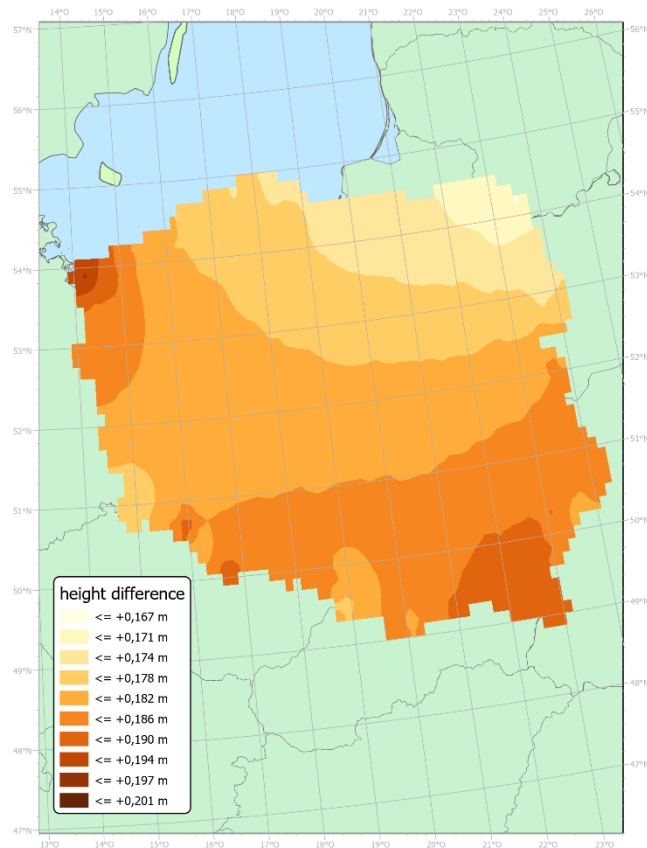 14°O 15°O 16°O 17°O 18°O 19°O 20°O 21°O 22°O 23°O 24°O 25°O 26°O
57°N
56°N
56°N
55°N
55°N
54°N
54°N
53°N
53°N
52°N
52°N
51°N
51°N
50°N
50°N
49°N
49°N
48°N
48°N
47°N
47°N
height difference
<= +0,167 m
<= +0,171 m
<= +0,174 m
<= +0,178 m
<= +0,182 m
<= +0,186 m
<= +0,190 m
<= +0,194 m
<= +0,197 m
<= +0,201 m
13°O 14°O 15°O 16°O 17°O 18°O 19°O 20°O 21°O 22°O 23°O